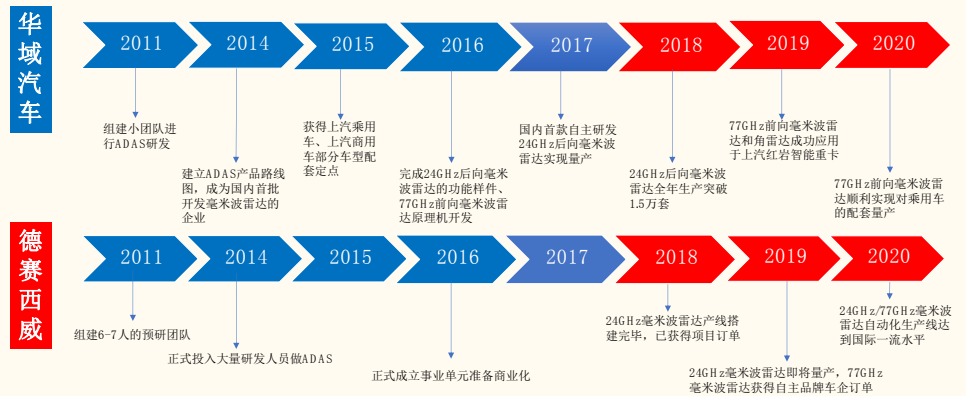 华域汽车
2011
2014
2015
2016
2017
2018
2019
2020
组建小团队进
行ADAS研发
建立ADAS产品路线
图，成为国内首批
开发毫米波雷达的
企业
获得上汽乘用
车、上汽商用
车部分车型配
套定点
完成24GHz后向毫米
波雷达的功能样件、
77GHz前向毫米波雷
达原理机开发
国内首款自主研发
24GHz后向毫米波
雷达实现量产
24GHz后向毫米波
雷达全年生产突破
1.5万套
77GHz前向毫米波雷
达和角雷达成功应用
于上汽红岩智能重卡
77GHz前向毫米波雷
达顺利实现对乘用车
的配套量产
德赛西威
2011
2014
2015
2016
2017
2018
2019
2020
组建6-7人的预研团队
正式投入大量研发人员做ADAS
正式成立事业单元准备商业化
24GHz毫米波雷达产线搭
建完毕，已获得项目订单
24GHz毫米波雷达即将量产，77GHz
毫米波雷达获得自主品牌车企订单
24GHz/77GHz毫米波
雷达自动化生产线达
到国际一流水平